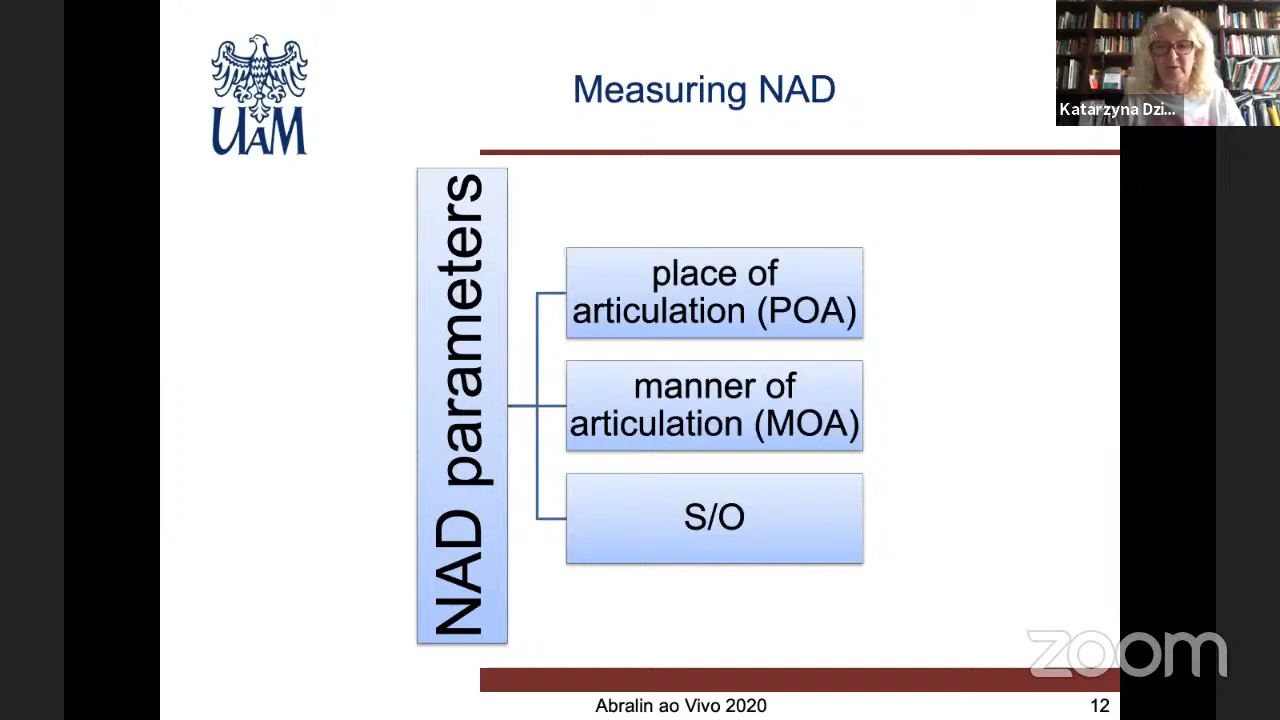 UAM
Measuring NAD
Katarzyna Dzi...
NAD parameters
place of
articulation (POA)
manner of
articulation (MOA)
S/O
zoom
Abralin ao Vivo 2020
12